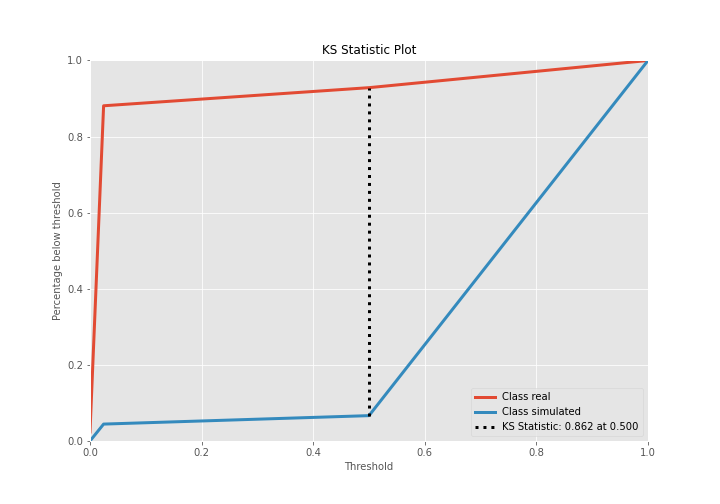 KS Statistic Plot
1.0
0.8
0.6
0.4
0.2
0.0
Percentage below threshold
0.0 0.2 0.4 0.6 0.8 1.0
Threshold
Class real
Class simulated
KS Statistic: 0.862 at 0.500